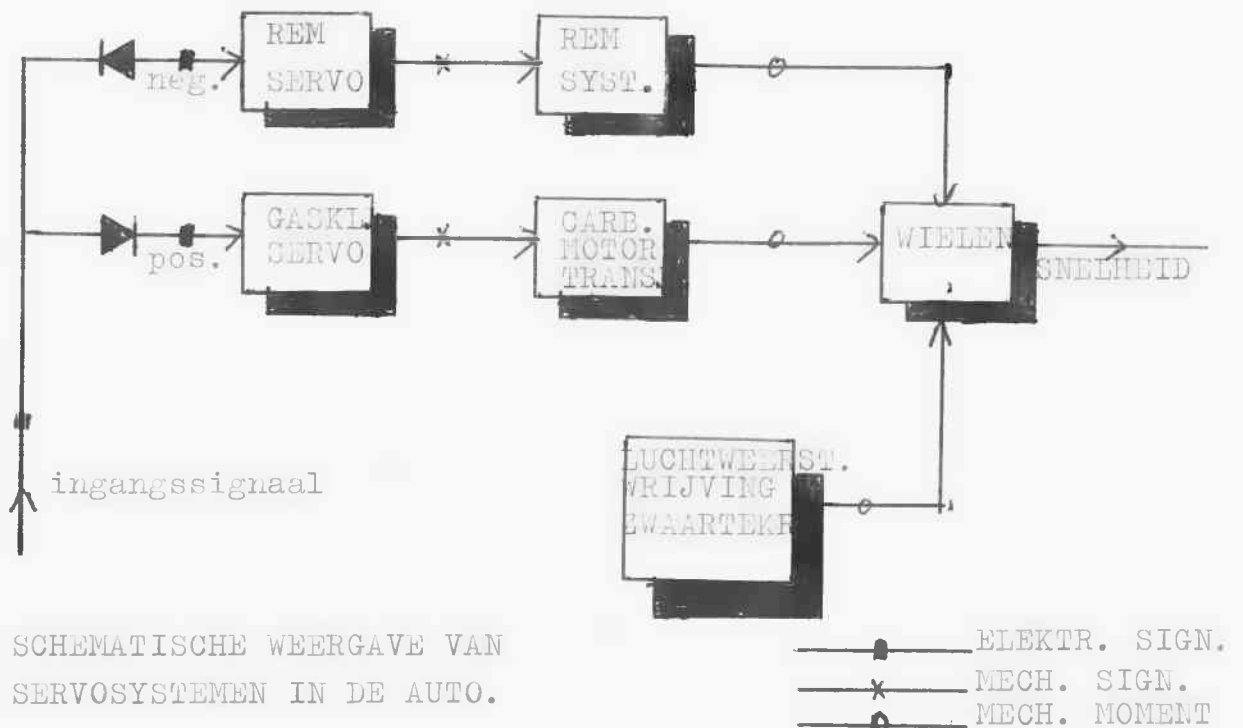 REM
SERVO
REM
SYST.
neg.
GASKL.
SERVO
CARB.
MOTOR
TRANS.
pos.
WIELEN
SNELHEID
ingangssignaal
LUCHTWEERST.
WRIJVING
ZWAARTEKR
SCHEMATISCHE WEERGAVE VAN
SERVOSYSTEMEN IN DE AUTO.
ELEKTR. SIGN.
MECH. SIGN.
MECH. MOMENT